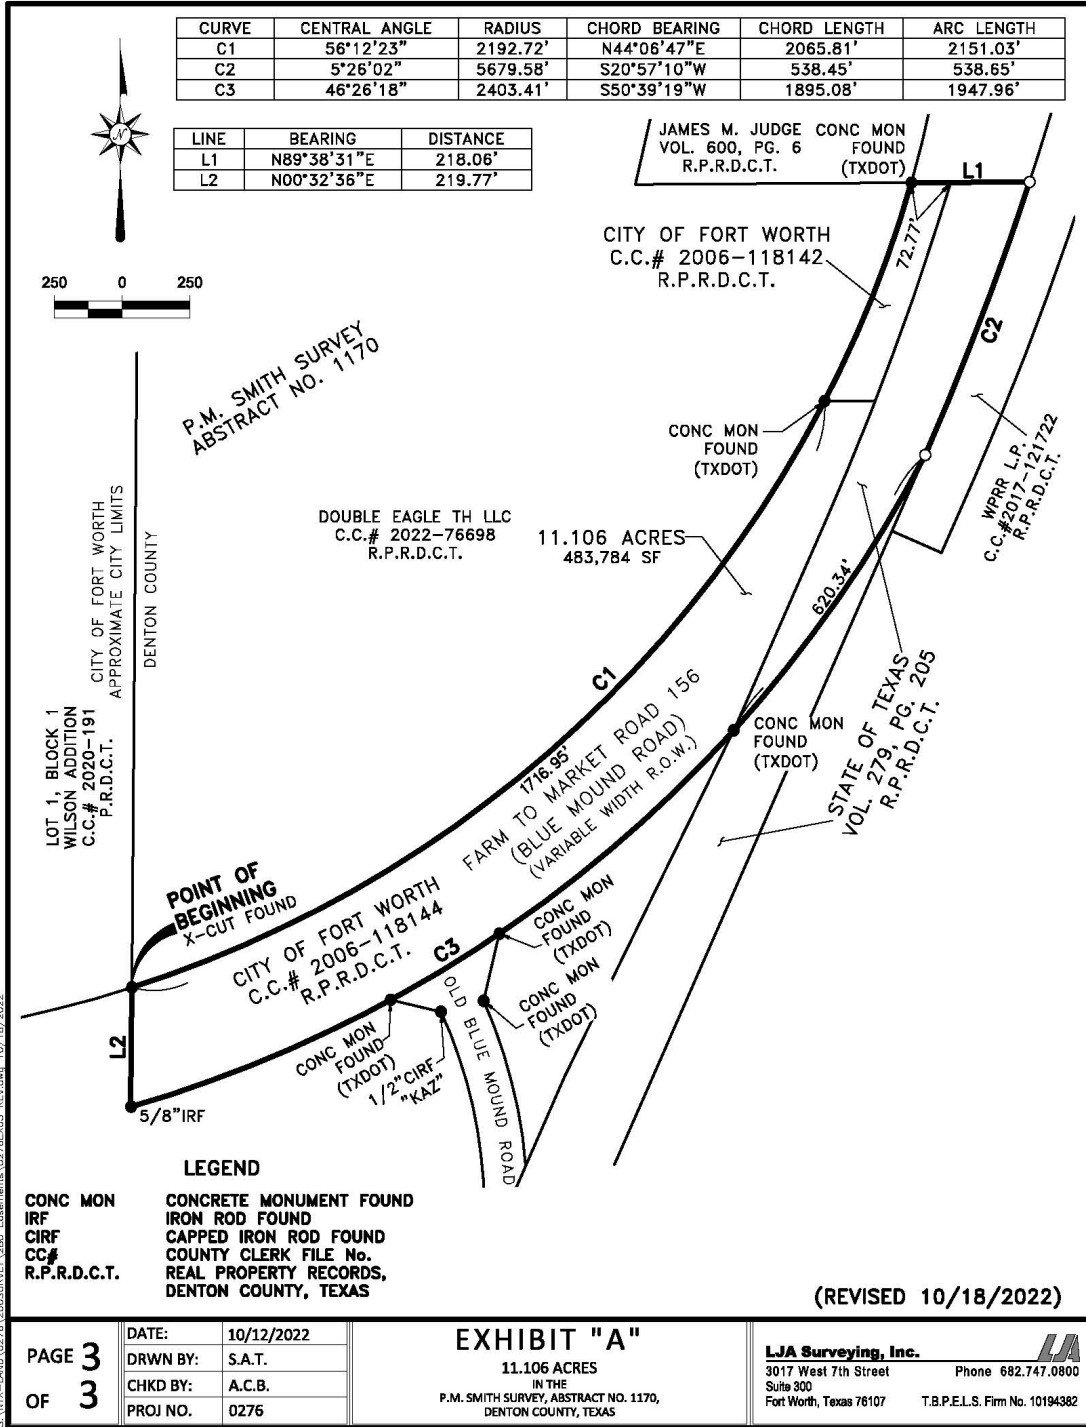 CURVE CENTRAL ANGLE RADIUS CHORD BEARING CHORD LENGTH ARC LENGTH
C1 56°12'23" 2192.72' N44°06'47"E 2065.81' 2151.03'
C2 5°26'02" 5679.58' S20°57'10"W 538.45' 538.65'
C3 46°26'18" 2403.41' S50°39'19"W 1895.08' 1947.96'
LINE BEARING DISTANCE
L1 N89°38'31"E 218.06'
L2 N00°32'36"E 219.77'
N
250 0 250
JAMES M. JUDGE
VOL. 600, PG. 6
R.P.R.D.C.T.
CONC MON
FOUND
(TXDOT)
L1
72.77'
CITY OF FORT WORTH
C.C.# 2006-118142
R.P.R.D.C.T.
C2
P.M. SMITH SURVEY
ABSTRACT NO. 1170
CONC MON
FOUND
(TXDOT)
WPRR L.P.
C.C.#2017-121722
R.P.R.D.C.T.
DOUBLE EAGLE TH LLC
C.C.# 2022-76698
R.P.R.D.C.T.
11.106 ACRES
483,784 SF
620.34'
CITY OF FORT WORTH
APPROXIMATE CITY LIMITS
DENTON COUNTY
LOT 1, BLOCK 1
WILSON ADDITION
C.C.# 2020-191
P.R.D.C.T.
C1
1716.95'
FARM TO MARKET ROAD 156
(BLUE MOUND ROAD)
(VARIABLE WIDTH R.O.W.)
CONC MON
FOUND
(TXDOT)
STATE OF TEXAS
VOL. 279, PG. 205
R.P.R.D.C.T.
POINT OF
BEGINNING
X-CUT FOUND
CITY OF FORT WORTH
C.C.# 2006-118144
R.P.R.D.C.T.
C3
CONC MON
FOUND
(TXDOT)
CONC MON
FOUND
(TXDOT)
OLD BLUE MOUND ROAD
CONC MON
FOUND
(TXDOT)
1/2"CIRF
"KAZ"
L2
5/8"IRF
LEGEND
CONC MON CONCRETE MONUMENT FOUND
IRF IRON ROD FOUND
CIRF CAPPED IRON ROD FOUND
CC# COUNTY CLERK FILE No.
R.P.R.D.C.T. REAL PROPERTY RECORDS,
DENTON COUNTY, TEXAS
(REVISED 10/18/2022)
PAGE 3
OF 3
DATE: 10/12/2022
DRWN BY: S.A.T.
CHKD BY: A.C.B.
PROJ NO. 0276
EXHIBIT "A"
11.106 ACRES
IN THE
P.M. SMITH SURVEY, ABSTRACT NO. 1170,
DENTON COUNTY, TEXAS
LJA Surveying, Inc.
3017 West 7th Street Phone 682.747.0800
Suite 300
Fort Worth, Texas 76107 T.B.P.E.L.S. Firm No. 10194382
LJA